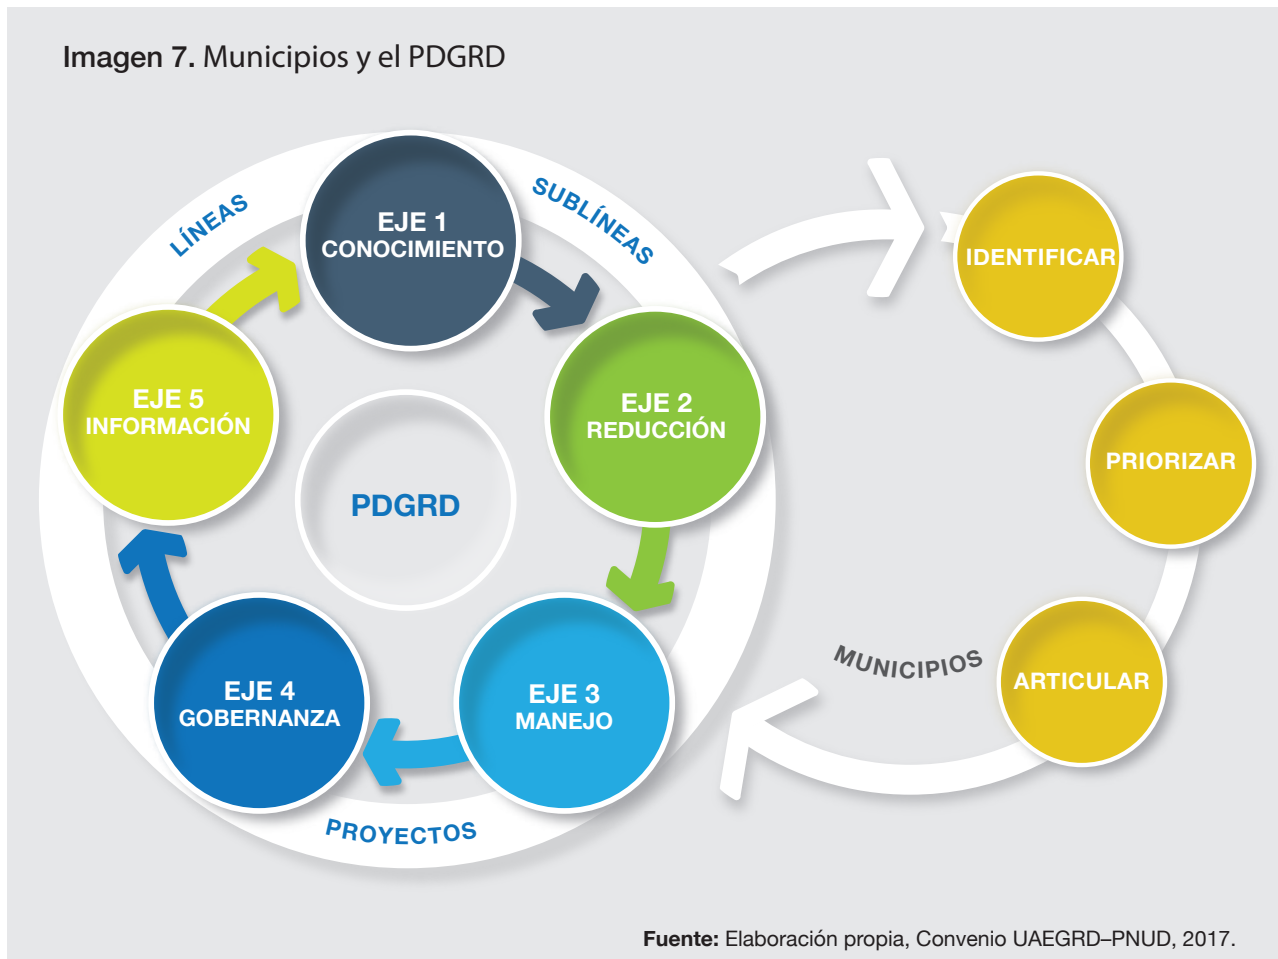 Imagen 7. Municipios y el PDGRD
LÍNEAS
SUBLÍNEAS
EJE 1
CONOCIMIENTO
EJE 2
REDUCCIÓN
EJE 3
MANEJO
EJE 4
GOBERNANZA
EJE 5
INFORMACIÓN
PDGRD
PROYECTOS
IDENTIFICAR
PRIORIZAR
ARTICULAR
MUNICIPIOS
Fuente: Elaboración propia, Convenio UAEGRD–PNUD, 2017.